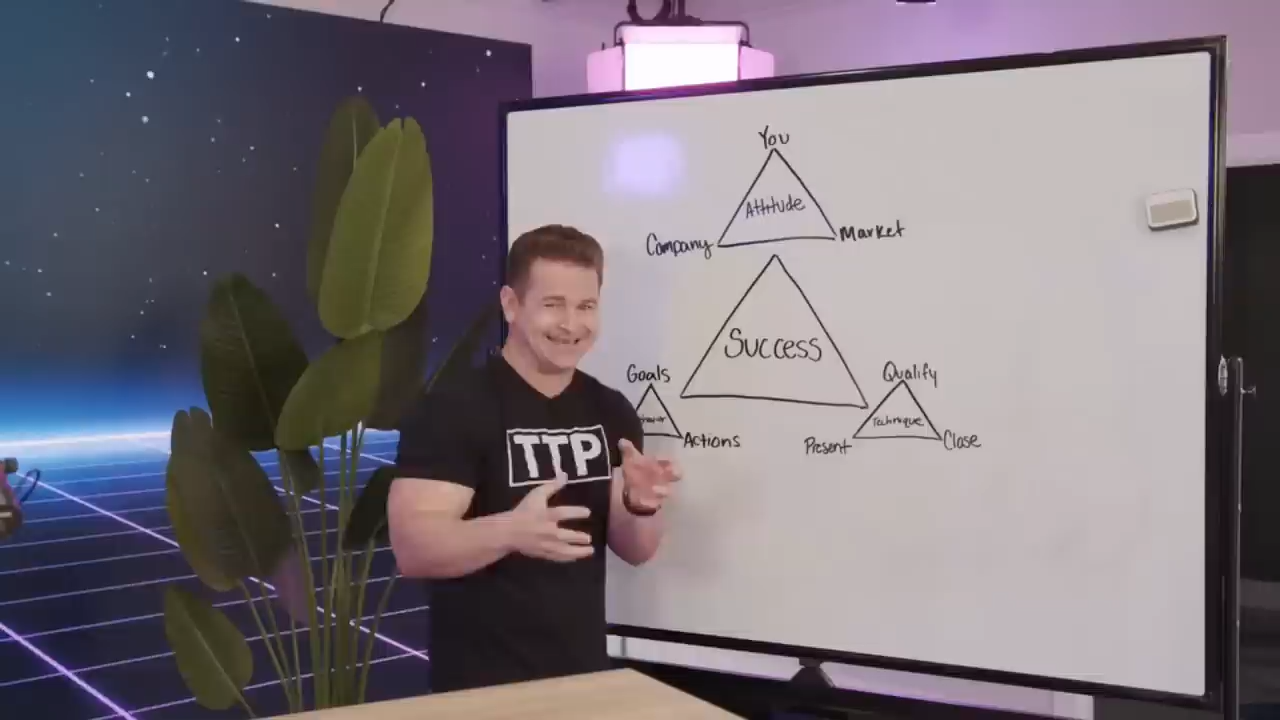 You
Attitude
Company
Market
Success
Goals
Qualify
Technique
Actions
Present
Close
TTP